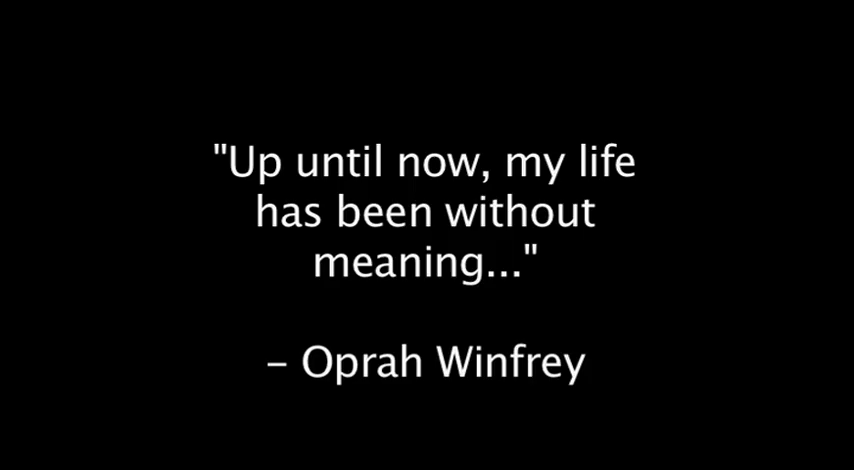 "Up until now, my life
has been without
meaning..."
– Oprah Winfrey